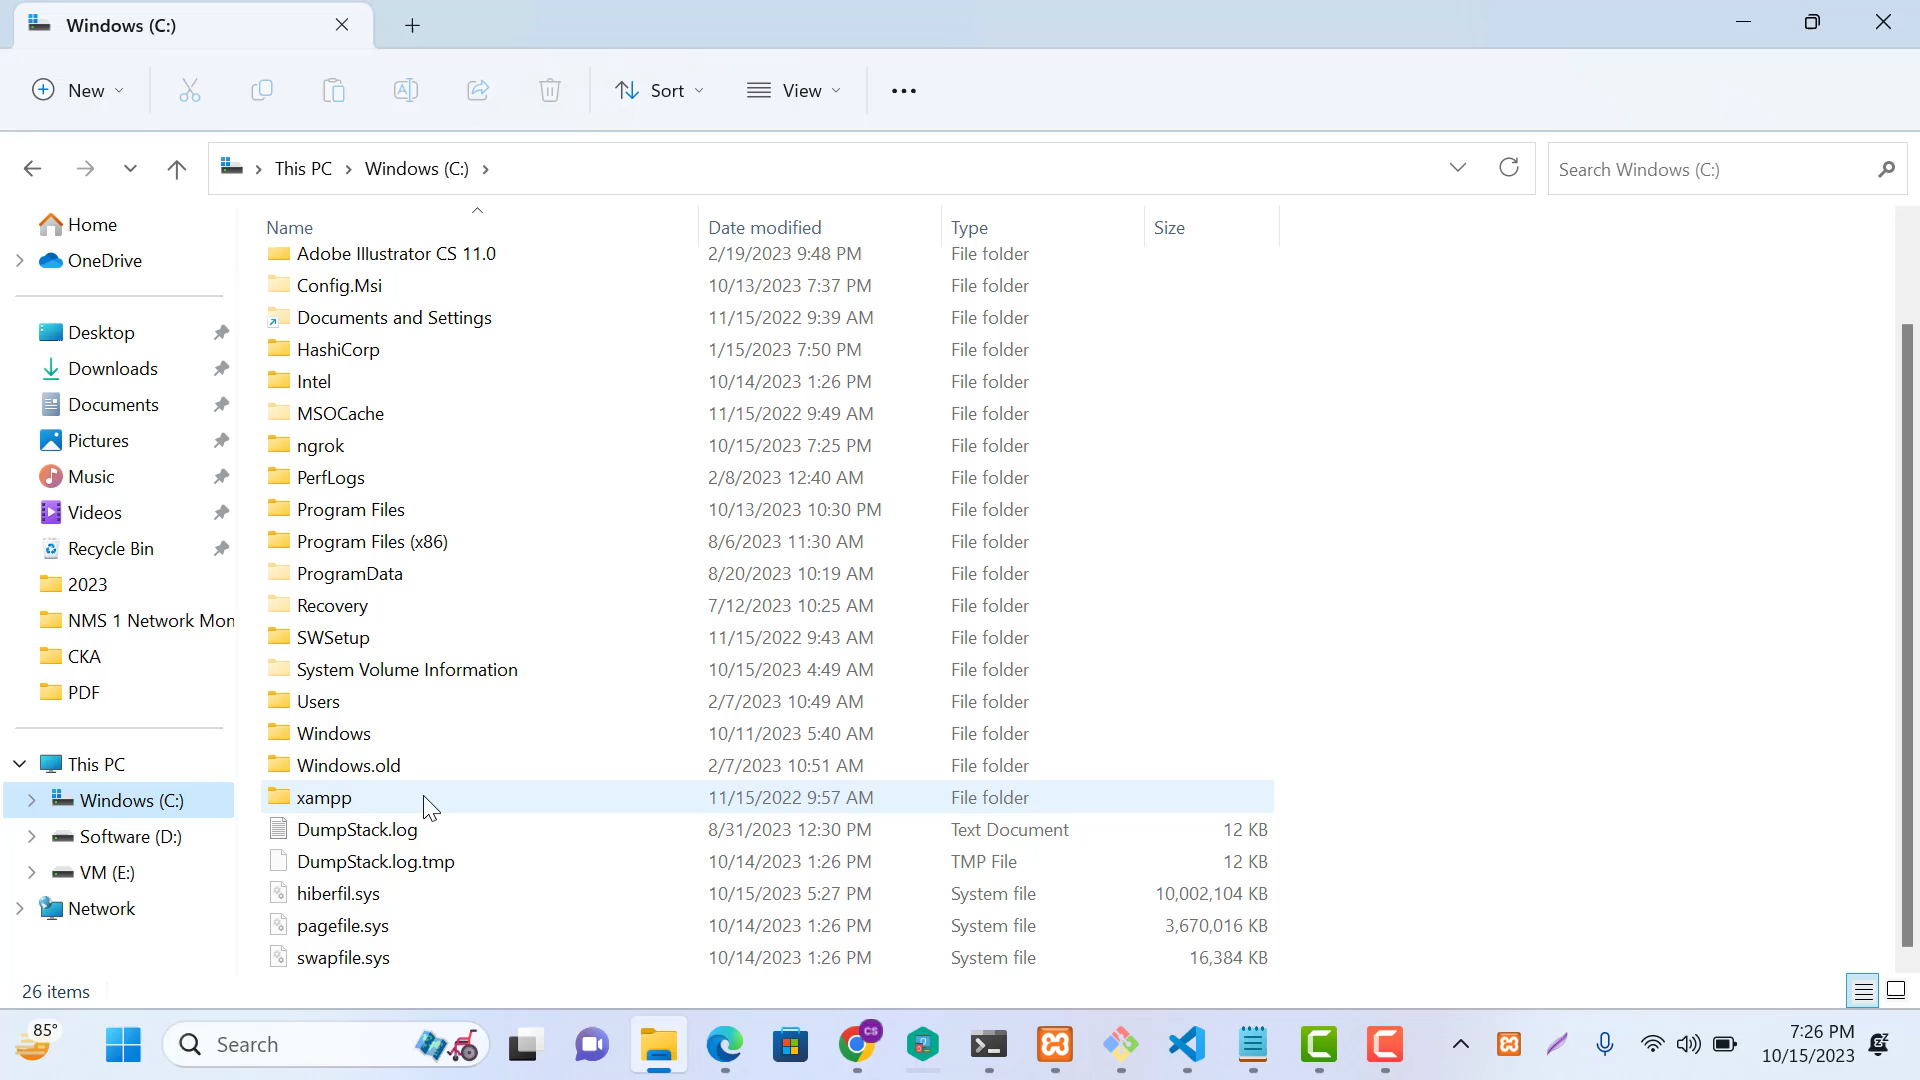 Windows (C:)
New
Sort
View
This PC
Windows (C:)
Search Windows (C:)
Home
OneDrive
Desktop
Downloads
Documents
Pictures
Music
Videos
Recycle Bin
2023
NMS 1 Network Mon
CKA
PDF
This PC
Windows (C:)
Software (D:)
VM (E:)
Network
Name Date modified Type Size
Adobe Illustrator CS 11.0 2/19/2023 9:48 PM File folder
Config.Msi 10/13/2023 7:37 PM File folder
Documents and Settings 11/15/2022 9:39 AM File folder
HashiCorp 1/15/2023 7:50 PM File folder
Intel 10/14/2023 1:26 PM File folder
MSOCache 11/15/2022 9:49 AM File folder
ngrok 10/15/2023 7:25 PM File folder
PerfLogs 2/8/2023 12:40 AM File folder
Program Files 10/13/2023 10:30 PM File folder
Program Files (x86) 8/6/2023 11:30 AM File folder
ProgramData 8/20/2023 10:19 AM File folder
Recovery 7/12/2023 10:25 AM File folder
SWSetup 11/15/2022 9:43 AM File folder
System Volume Information 10/15/2023 4:49 AM File folder
Users 2/7/2023 10:49 AM File folder
Windows 10/11/2023 5:40 AM File folder
Windows.old 2/7/2023 10:51 AM File folder
xampp 11/15/2022 9:57 AM File folder
DumpStack.log 8/31/2023 12:30 PM Text Document 12 KB
DumpStack.log.tmp 10/14/2023 1:26 PM TMP File 12 KB
hiberfil.sys 10/15/2023 5:27 PM System file 10,002,104 KB
pagefile.sys 10/14/2023 1:26 PM System file 3,670,016 KB
swapfile.sys 10/14/2023 1:26 PM System file 16,384 KB
26 items
85°
Search
CS
7:26 PM
10/15/2023